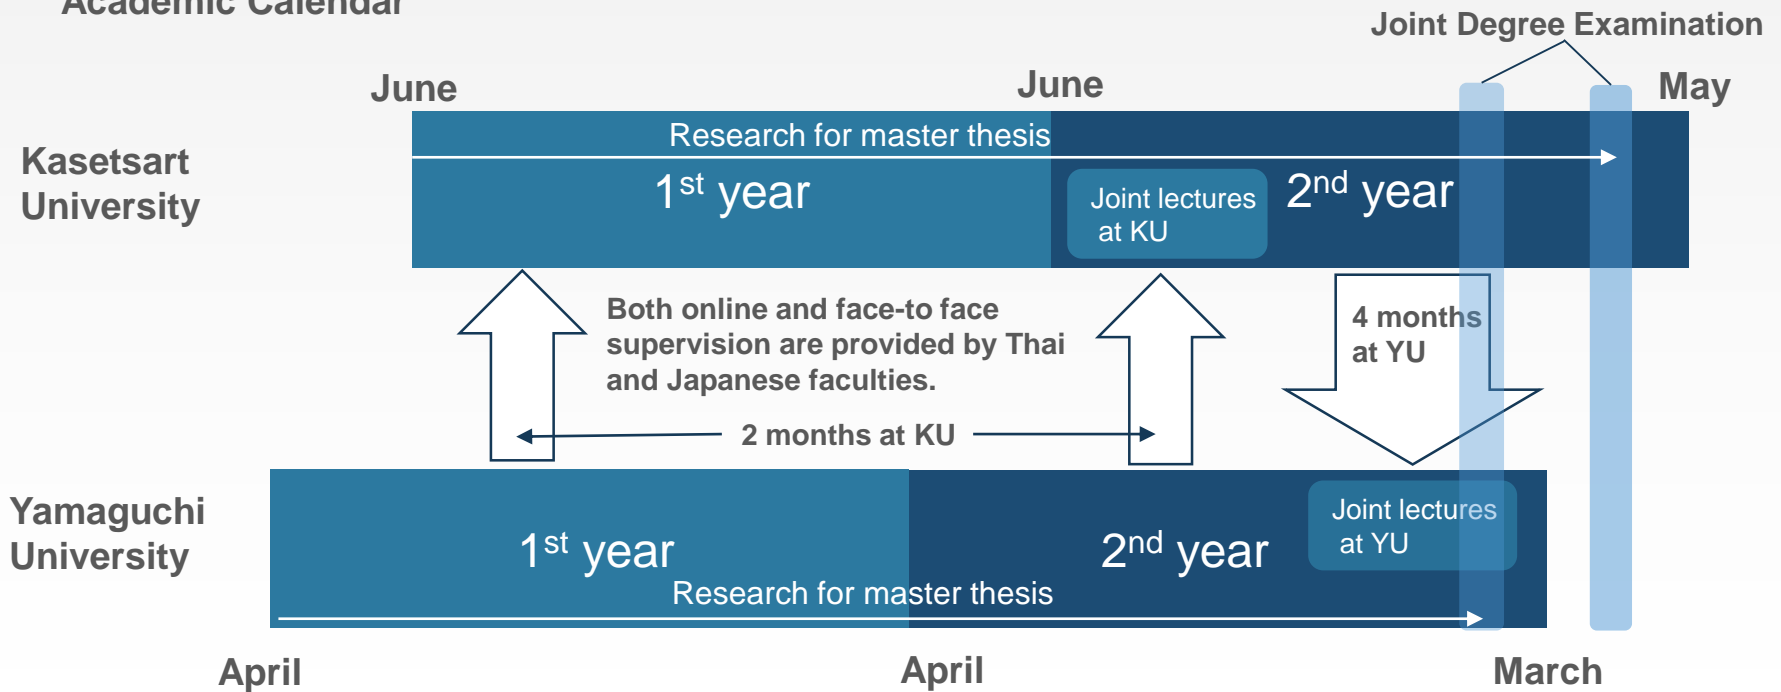 Academic Calendar
Joint Degree Examination
June
June
May
Kasetsart
University
Research for master thesis
1st year
Joint lectures
at KU
2nd year
Both online and face-to face
supervision are provided by Thai
and Japanese faculties.
4 months
at YU
2 months at KU
Yamaguchi
University
1st year
2nd year
Joint lectures
at YU
Research for master thesis
April
April
March